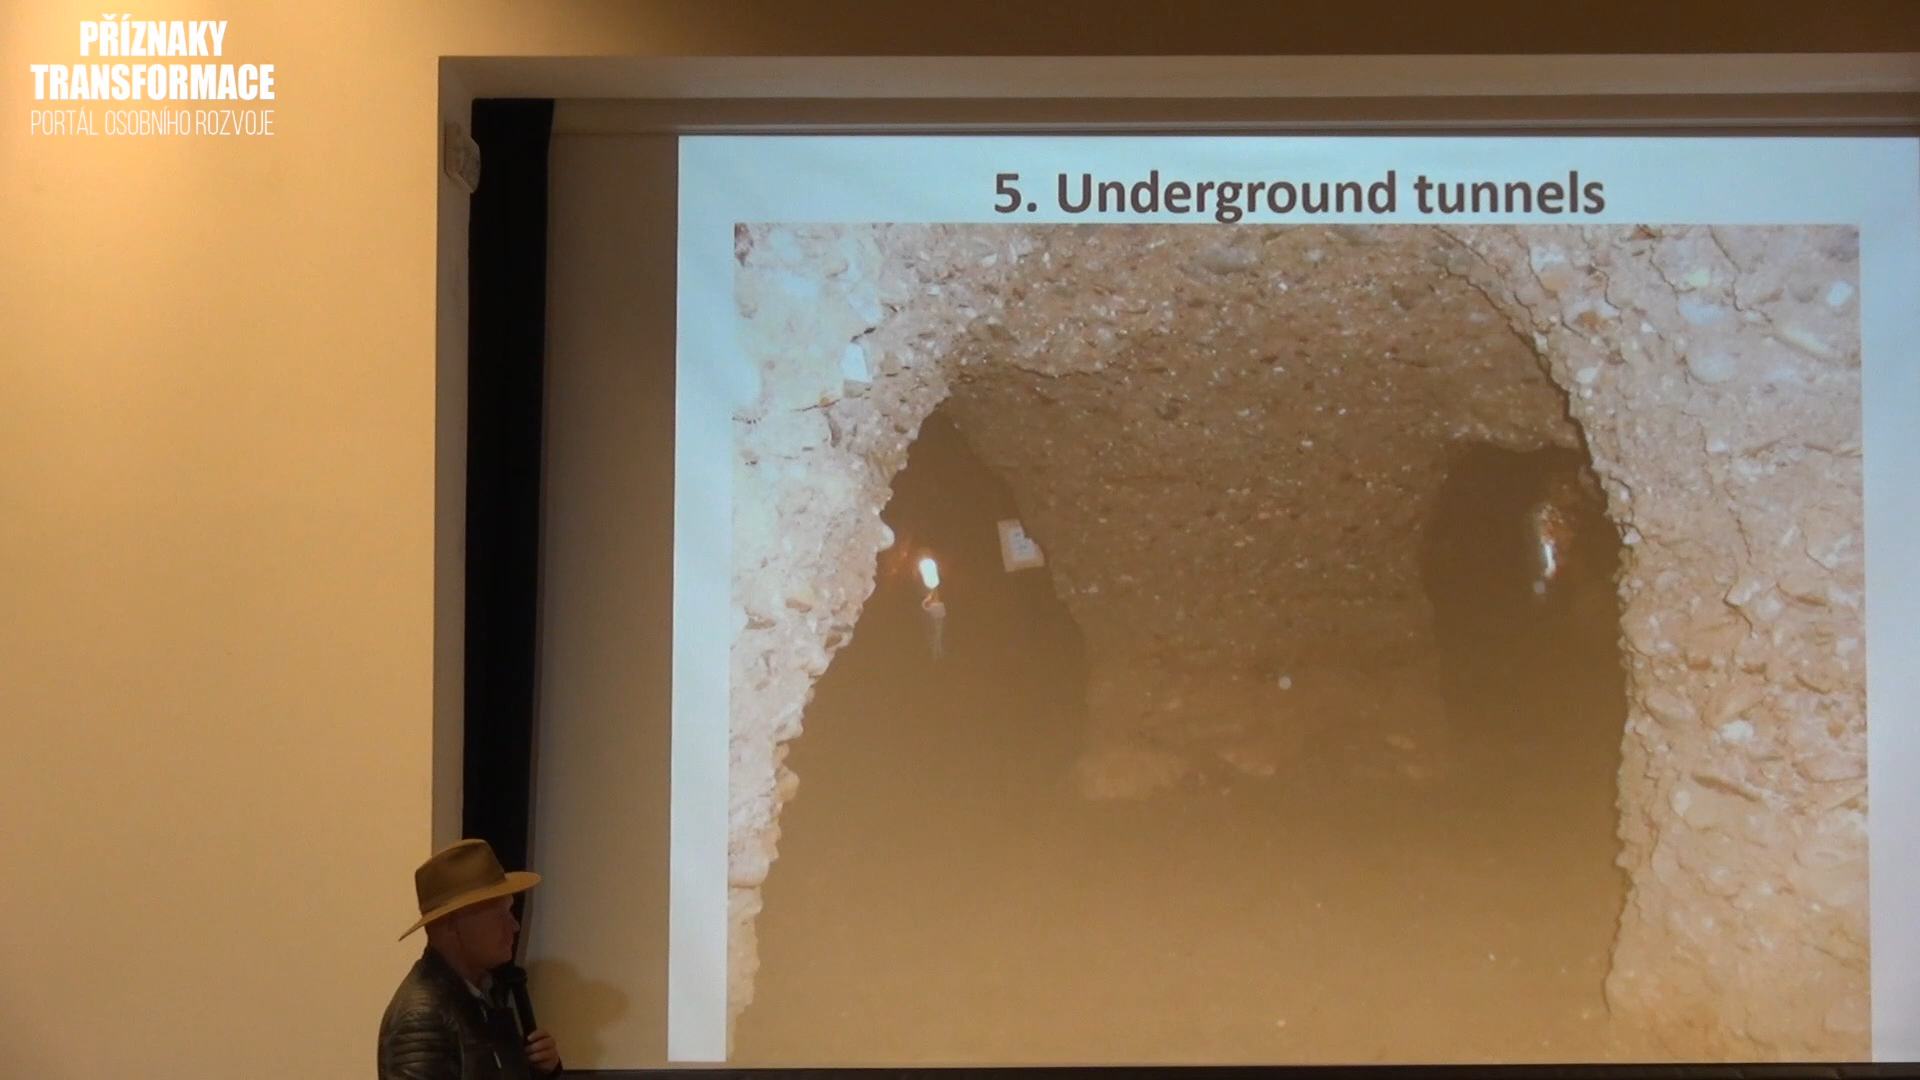 PŘÍZNAKY
TRANSFORMACE
PORTÁL OSOBNÍHO ROZVOJE
5. Underground tunnels